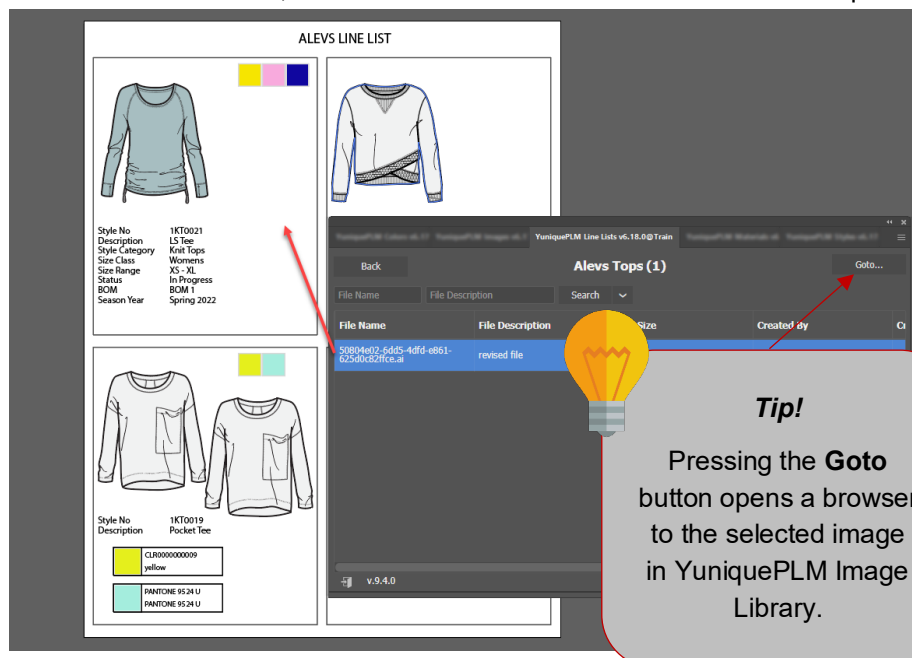 ALEVS LINE LIST
Style No 1KT0021
Description LS Tee
Style Category Knit Tops
Size Class Womens
Size Range XS - XL
Status In Progress
BOM BOM 1
Season Year Spring 2022
YuniquePLM Line Lists v6.18.0@Train
Back Alevs Tops (1) Goto...
File Name File Description Search
File Name File Description Size Created By
50804e02-6dd5-4dfd-e861-
625d0c82ffce.ai
revised file
Style No 1KT0019
Description Pocket Tee
CLR0000000009
yellow
PANTONE 9524 U
PANTONE 9524 U
v.9.4.0
Tip!
Pressing the Goto
button opens a browser
to the selected image
in YuniquePLM Image
Library.